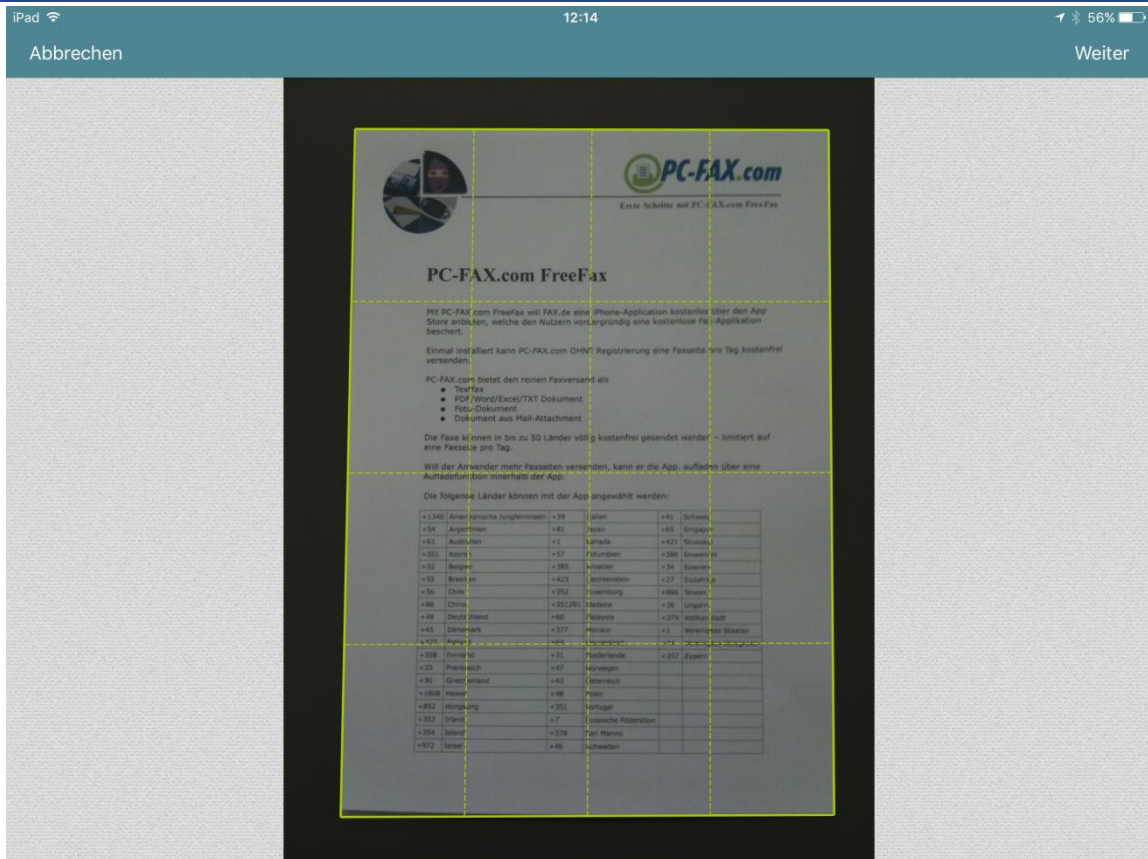 iPad 12:14 56%
Abbrechen Weiter
PC-FAX.com
Erste Schritte mit PC-FAX.com FreeFax
PC-FAX.com FreeFax
Mit PC-FAX.com FreeFax will FAX.de eine iPhone-Application kostenlos über den App
Store anbieten, welche den Nutzern vordergründig eine kostenlose Fax-Applikation
beschert.
Einmal installiert kann PC-FAX.com OHNE Registrierung eine Faxseite pro Tag kostenfrei
versenden.
PC-FAX.com bietet den reinen Faxversand als
● Textfax
● PDF/Word/Excel/TXT Dokument
● Foto-Dokument
● Dokument aus Mail-Attachment
Die Faxe können in bis zu 50 Länder völlig kostenfrei gesendet werden – limitiert auf
eine Faxseite pro Tag.
Will der Anwender mehr Faxseiten versenden, kann er die App. aufladen über eine
Aufladefunktion innerhalb der App.
Die folgende Länder können mit der App angewählt werden:
+1340 Amerikanische Jungferninseln +39 Italien +41 Schweiz
+54 Argentinien +81 Japan +65 Singapur
+61 Australien +1 Kanada +421 Slowakei
+351 Azoren +57 Kolumbien +386 Slowenien
+32 Belgien +385 Kroatien +34 Spanien
+55 Brasilien +423 Liechtenstein +27 Südafrika
+56 Chile +352 Luxemburg +886 Taiwan
+86 China +351291 Madeira +36 Ungarn
+49 Deutschland +60 Malaysia +379 Vatikanstadt
+45 Dänemark +377 Monaco +1 Vereinigtes Staaten
+358 Finnland +31 Niederlande +357 Zypern
+33 Frankreich +47 Norwegen
+30 Griechenland +43 Österreich
+1808 Hawaii +48 Polen
+852 Hongkong +351 Portugal
+353 Irland +7 Russische Föderation
+354 Island +378 San Marino
+972 Israel +46 Schweden